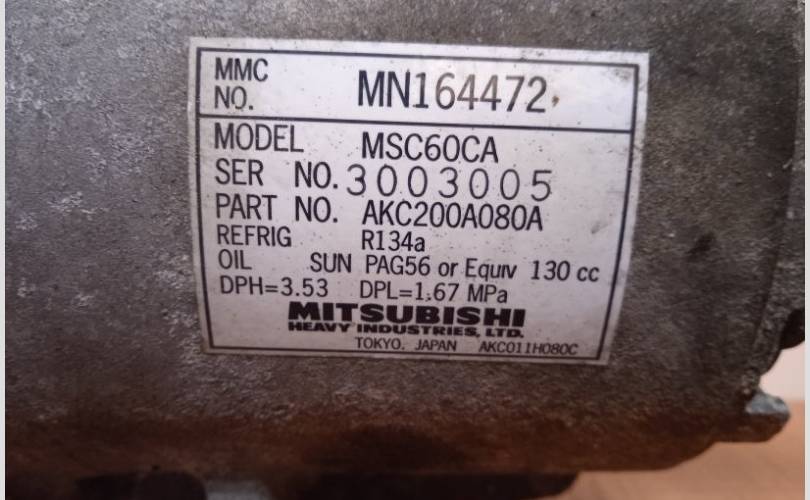 MMC
NO. MN164472
MODEL MSC60CA
SER NO. 3003005
PART NO. AKC200A080A
REFRIG R134a
OIL SUN PAG56 or Equiv 130 cc
DPH=3.53 DPL=1.67 MPa
MITSUBISHI
HEAVY INDUSTRIES, LTD.
TOKYO. JAPAN AKC011H080C